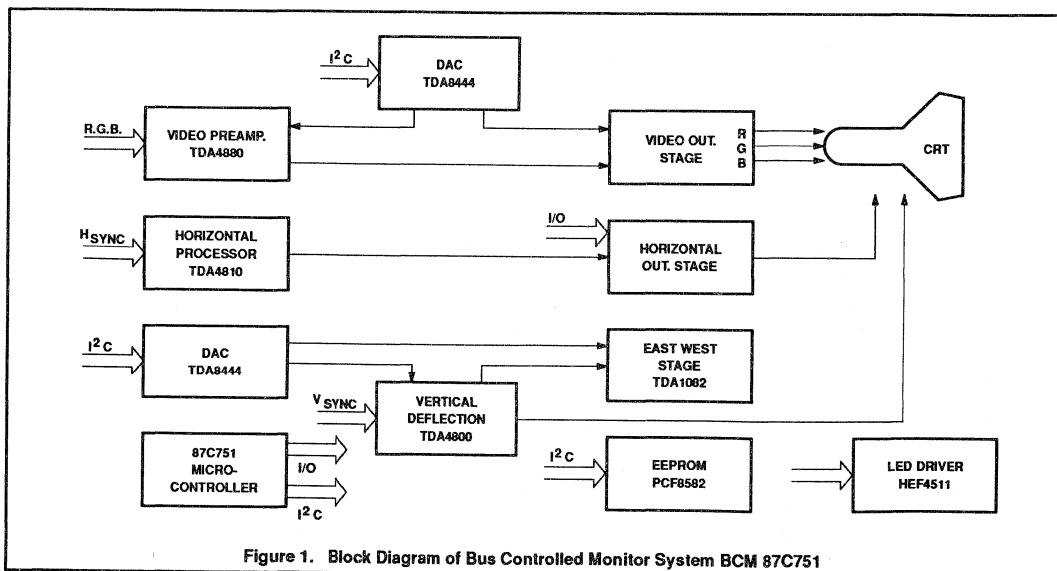 I²C
DAC
TDA8444
R.G.B.
VIDEO PREAMP.
TDA4880
VIDEO OUT.
STAGE
R
G
B
CRT
H SYNC
HORIZONTAL
PROCESSOR
TDA4810
I/O
HORIZONTAL
OUT. STAGE
I²C
DAC
TDA8444
EAST WEST
STAGE
TDA1082
V SYNC
VERTICAL
DEFLECTION
TDA4800
87C751
MICRO-
CONTROLLER
I/O
I²C
I²C
EEPROM
PCF8582
LED DRIVER
HEF4511
Figure 1. Block Diagram of Bus Controlled Monitor System BCM 87C751